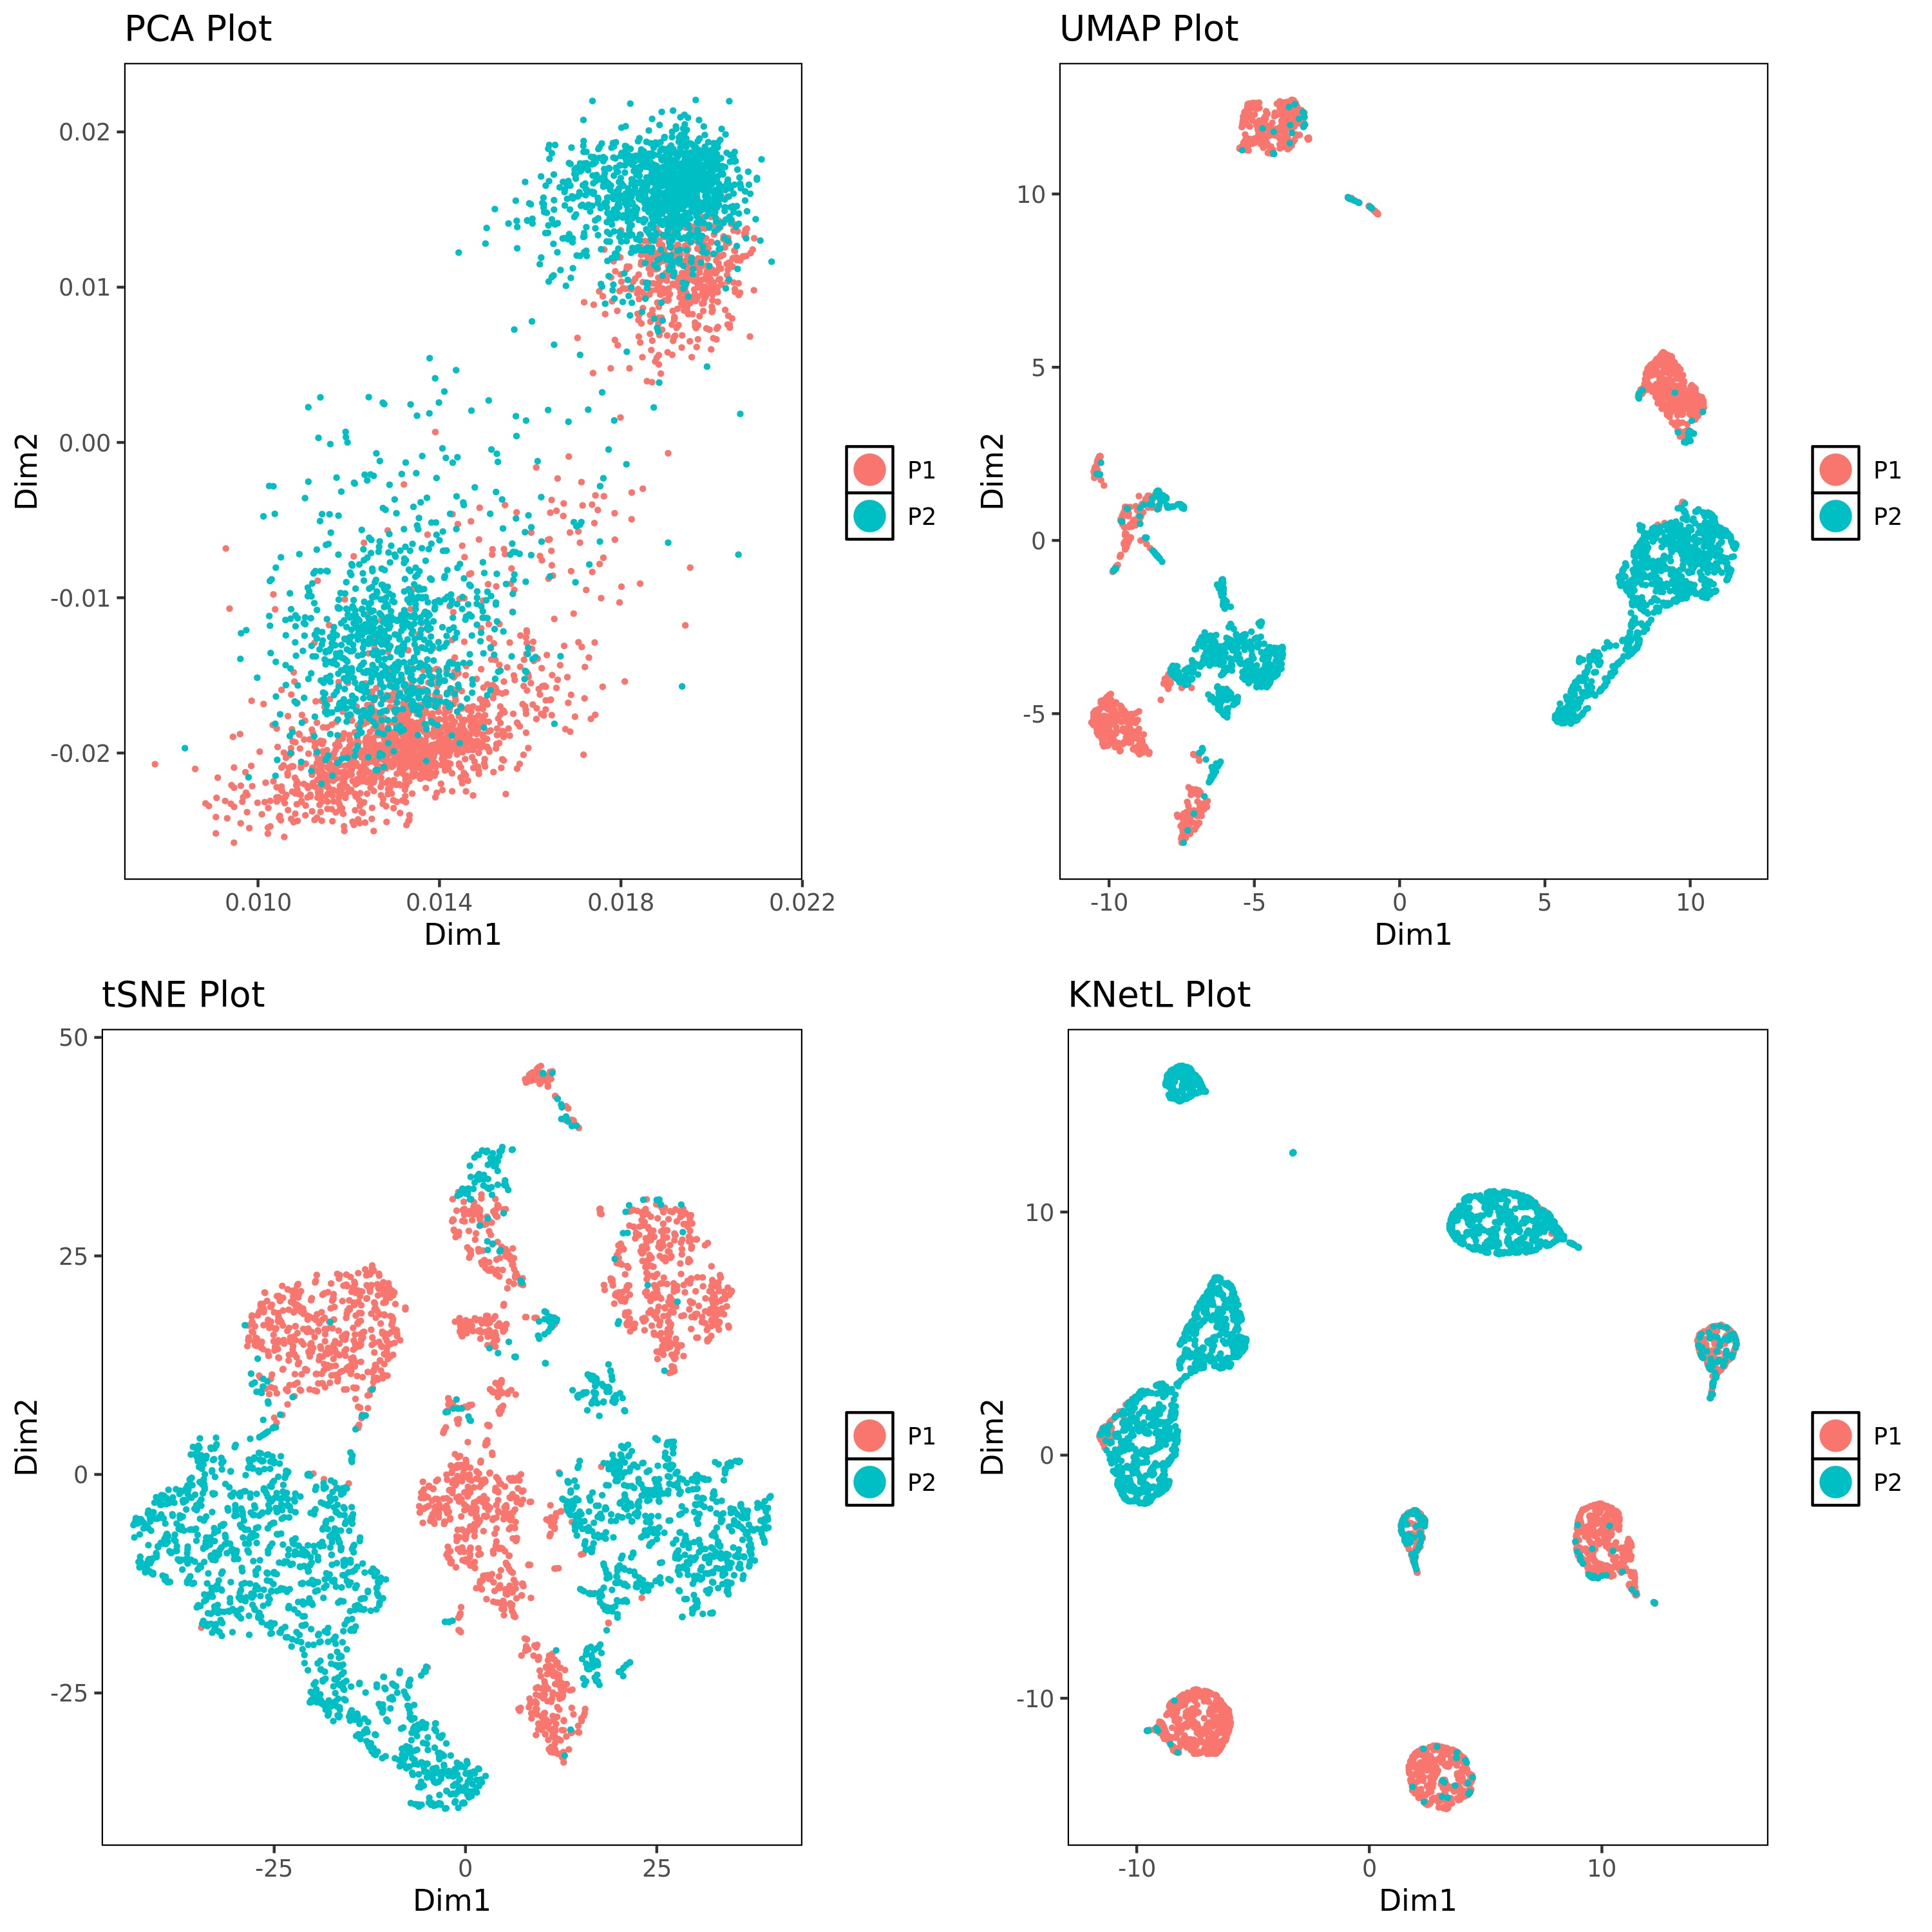 PCA Plot
0.02
0.01
0.00
-0.01
-0.02
Dim2
0.010 0.014 0.018 0.022
Dim1
P1
P2
UMAP Plot
10
5
0
-5
Dim2
-10 -5 0 5 10
Dim1
P1
P2
tSNE Plot
50
25
0
-25
Dim2
-25 0 25
Dim1
P1
P2
KNetL Plot
10
0
-10
Dim2
-10 0 10
Dim1
P1
P2